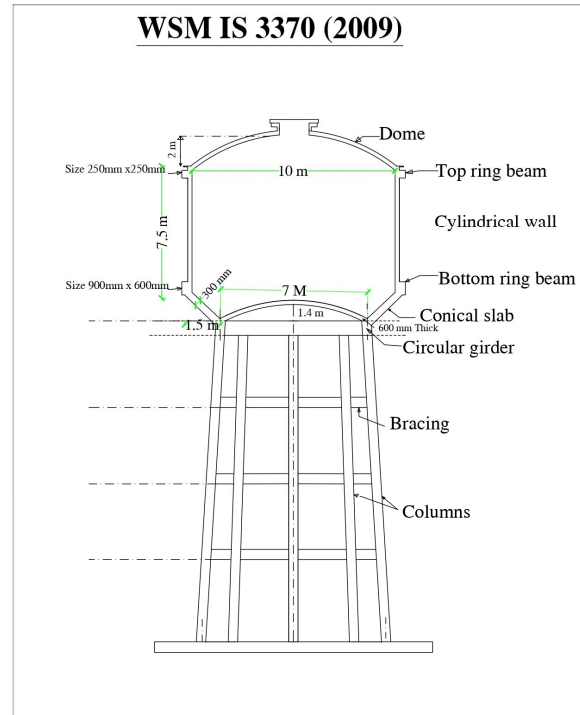 WSM IS 3370 (2009)
Dome
2 m
Size 250mm x250mm
10 m
Top ring beam
7.5 m
Cylindrical wall
Size 900mm x 600mm
300 mm
7 M
Bottom ring beam
1.4 m
Conical slab
1.5 m
600 mm Thick
Circular girder
Bracing
Columns